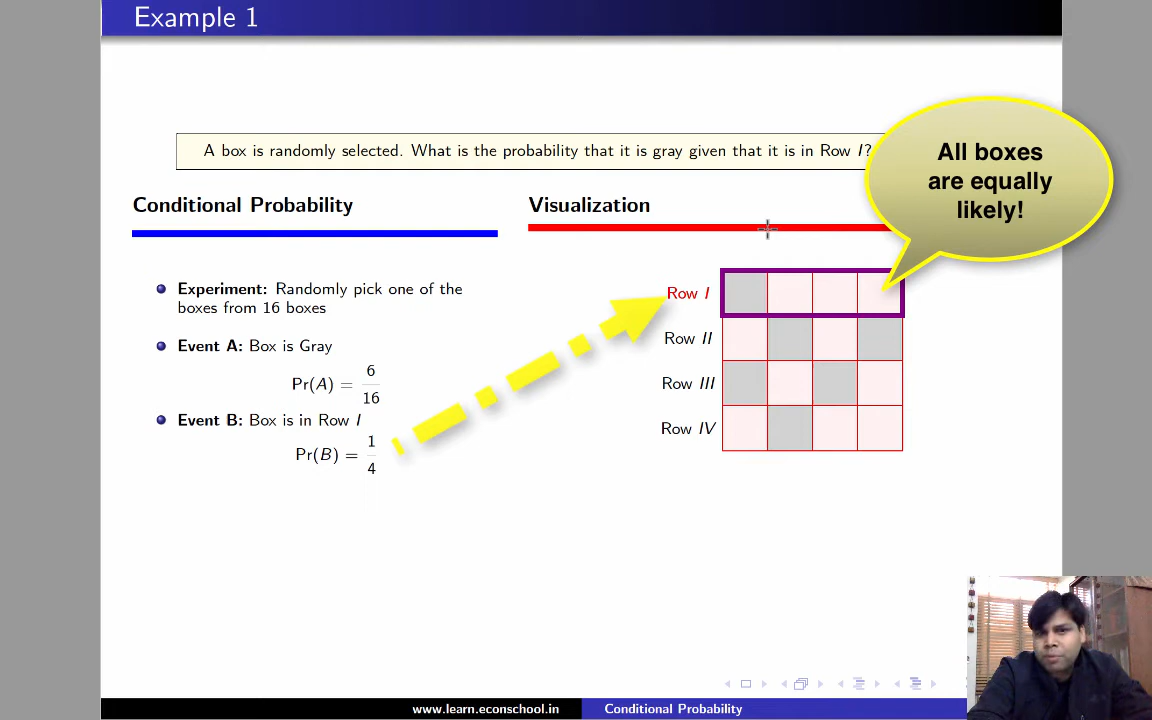 Example 1
A box is randomly selected. What is the probability that it is gray given that it is in Row I?
All boxes
are equally
likely!
Conditional Probability
Visualization
Experiment: Randomly pick one of the
boxes from 16 boxes
Event A: Box is Gray
Pr(A) = 6/16
Event B: Box is in Row I
Pr(B) = 1/4
Row I
Row II
Row III
Row IV
www.learn.econschool.in
Conditional Probability